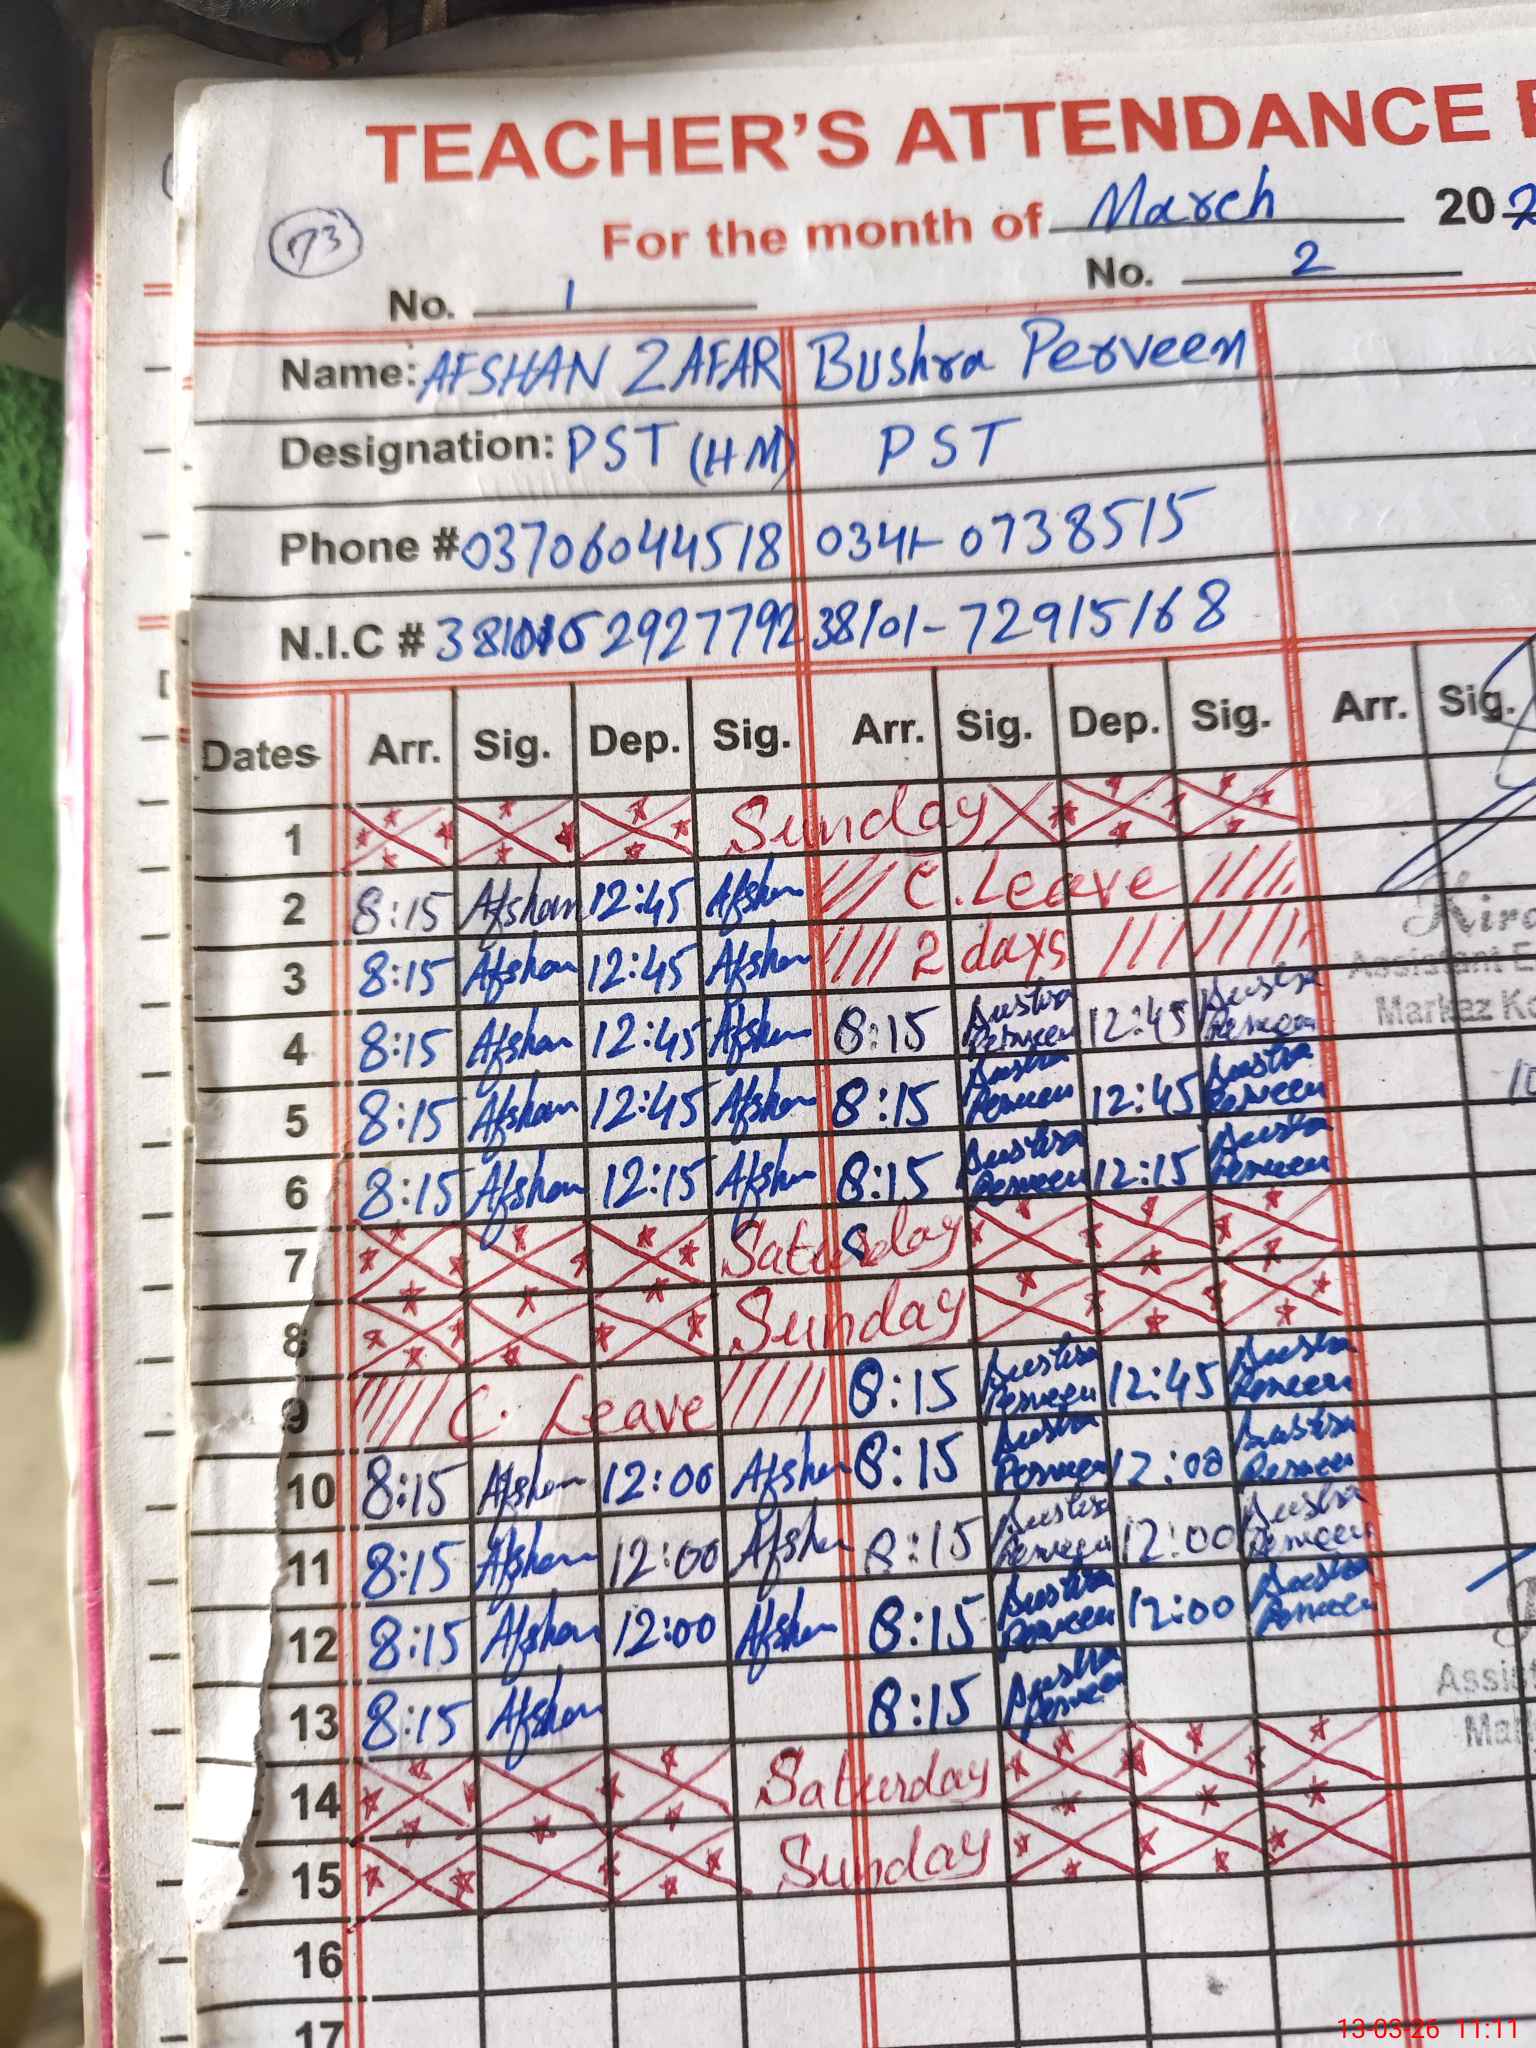 TEACHER'S ATTENDANCE
73
For the month of March 20
No. 1 No. 2
Name: AFSHAN ZAFAR Bushra Perveen
Designation: PST (HM) PST
Phone # 03706044518 0341-0738515
N.I.C # 38101-72915168
Dates Arr. Sig. Dep. Sig. Arr. Sig. Dep. Sig. Arr. Sig.
1 Sunday
2 8:15 Afshan 12:45 Afshan C. Leave
3 8:15 Afshan 12:45 Afshan 2 days
4 8:15 Afshan 12:45 Afshan 8:15 Bushra Perveen 12:45 Bushra Perveen
5 8:15 Afshan 12:45 Afshan 8:15 Bushra Perveen 12:45 Bushra Perveen
6 8:15 Afshan 12:15 Afshan 8:15 Bushra Perveen 12:15 Bushra Perveen
7 Saturday
8 Sunday
9 C. Leave 8:15 Bushra Perveen 12:45 Bushra Perveen
10 8:15 Afshan 12:00 Afshan 8:15 Bushra Perveen 12:00 Bushra Perveen
11 8:15 Afshan 12:00 Afshan 8:15 Bushra Perveen 12:00 Bushra Perveen
12 8:15 Afshan 12:00 Afshan 8:15 Bushra Perveen 12:00 Bushra Perveen
13 8:15 Afshan 8:15 Bushra Perveen
14 Saturday
15 Sunday
16
17
Assistant
Markaz
13-03-26 11:11